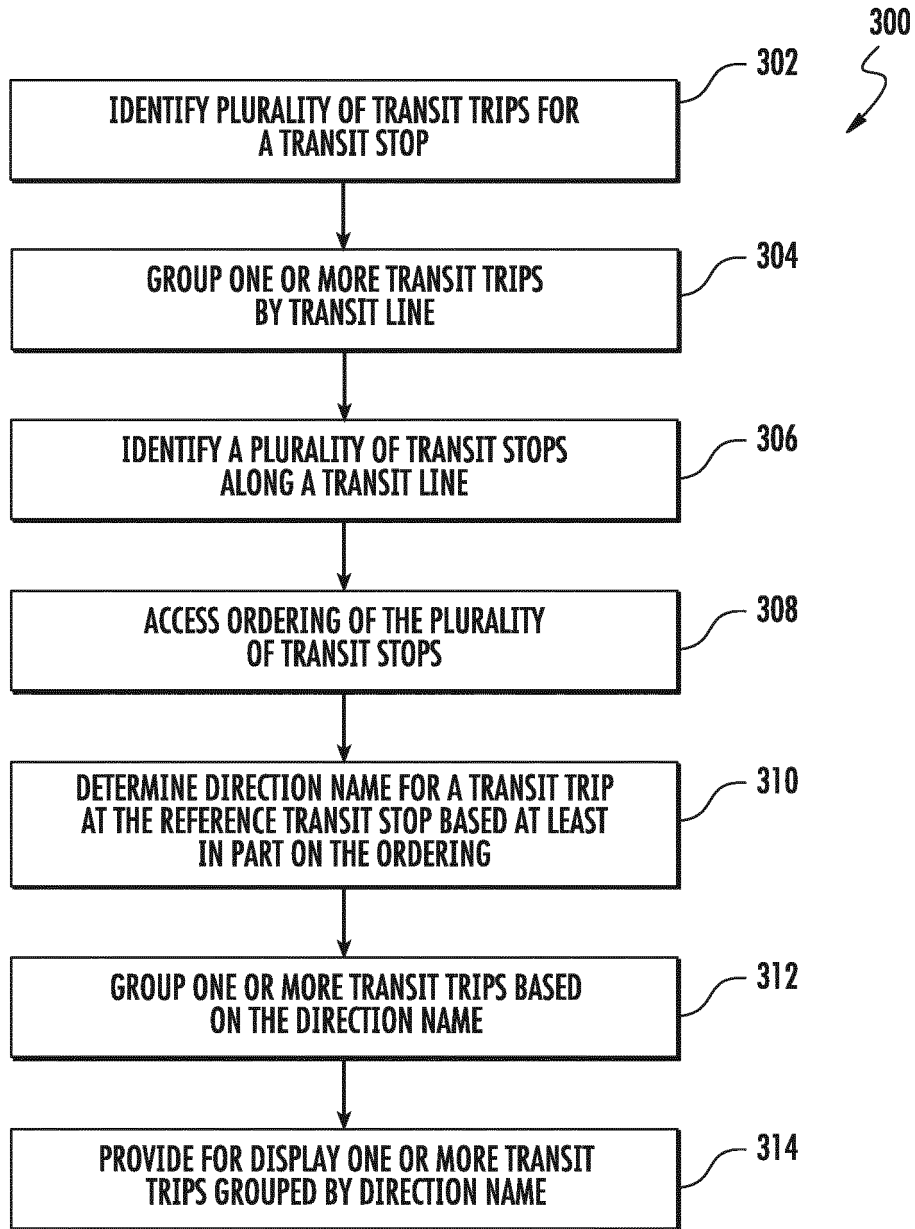 300
302
IDENTIFY PLURALITY OF TRANSIT TRIPS FOR
A TRANSIT STOP
304
GROUP ONE OR MORE TRANSIT TRIPS
BY TRANSIT LINE
306
IDENTIFY A PLURALITY OF TRANSIT STOPS
ALONG A TRANSIT LINE
308
ACCESS ORDERING OF THE PLURALITY
OF TRANSIT STOPS
310
DETERMINE DIRECTION NAME FOR A TRANSIT TRIP
AT THE REFERENCE TRANSIT STOP BASED AT LEAST
IN PART ON THE ORDERING
312
GROUP ONE OR MORE TRANSIT TRIPS BASED
ON THE DIRECTION NAME
314
PROVIDE FOR DISPLAY ONE OR MORE TRANSIT
TRIPS GROUPED BY DIRECTION NAME